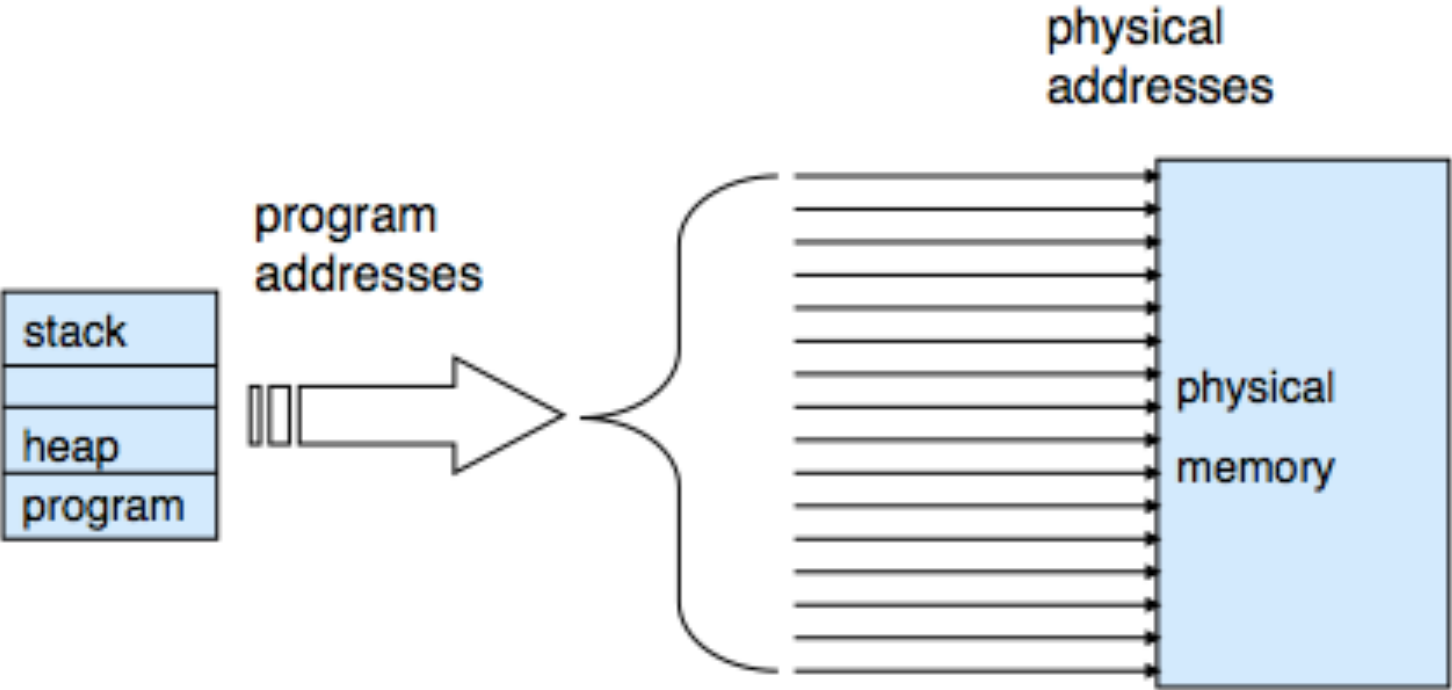 physical
addresses
program
addresses
stack
heap
program
physical
memory